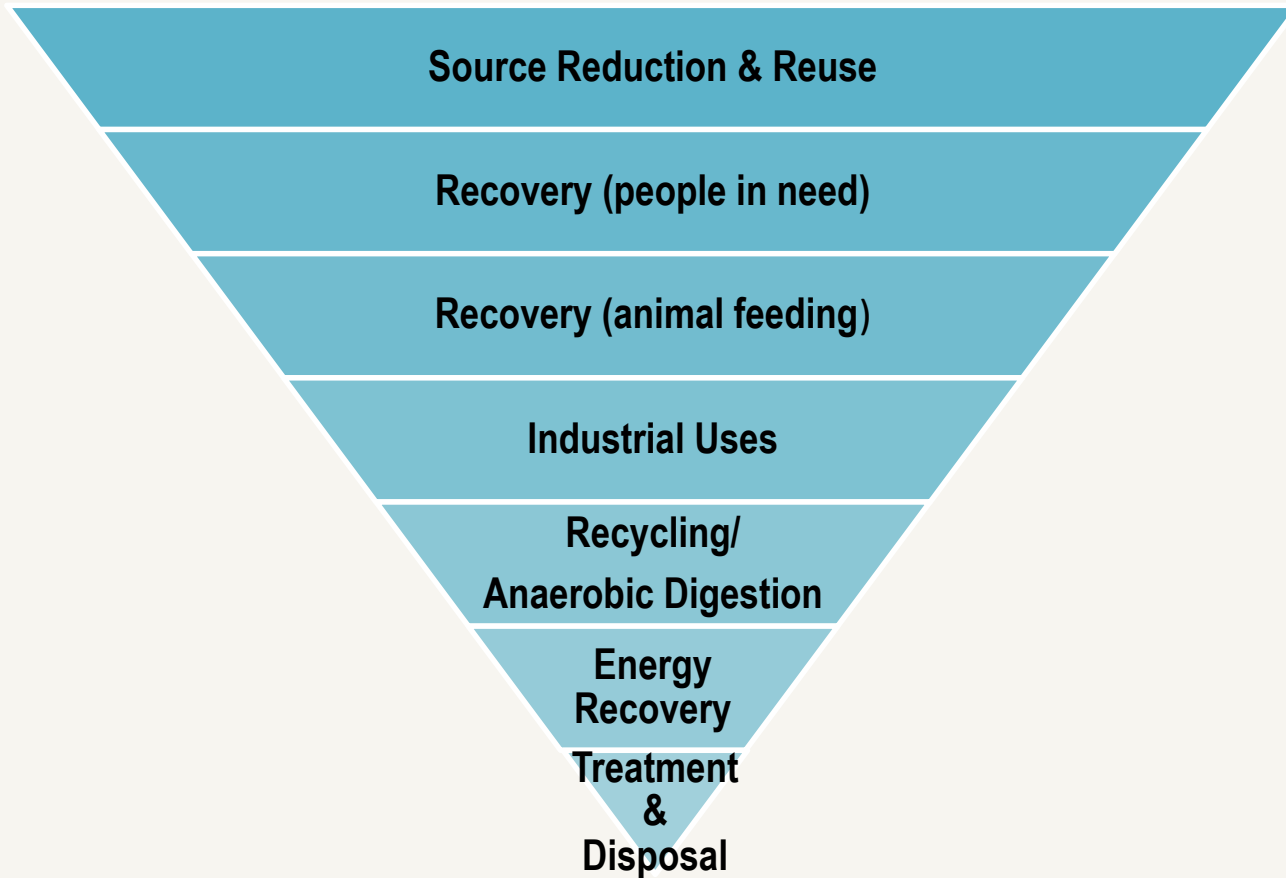 Source Reduction & Reuse
Recovery (people in need)
Recovery (animal feeding)
Industrial Uses
Recycling/
Anaerobic Digestion
Energy
Recovery
Treatment
&
Disposal